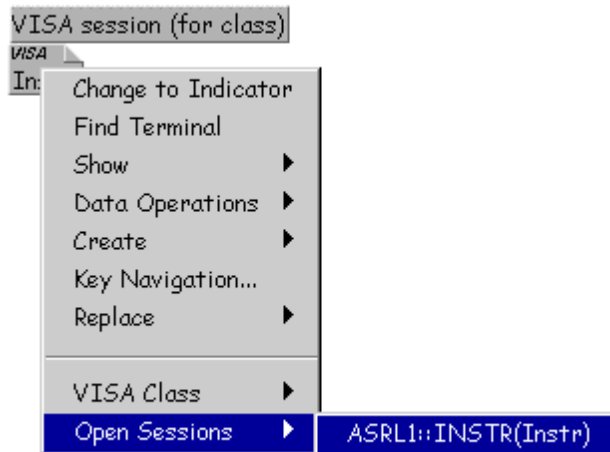 VISA session (for class)
VISA
In
Change to Indicator
Find Terminal
Show
Data Operations
Create
Key Navigation...
Replace
VISA Class
Open Sessions
ASRL1::INSTR(Instr)